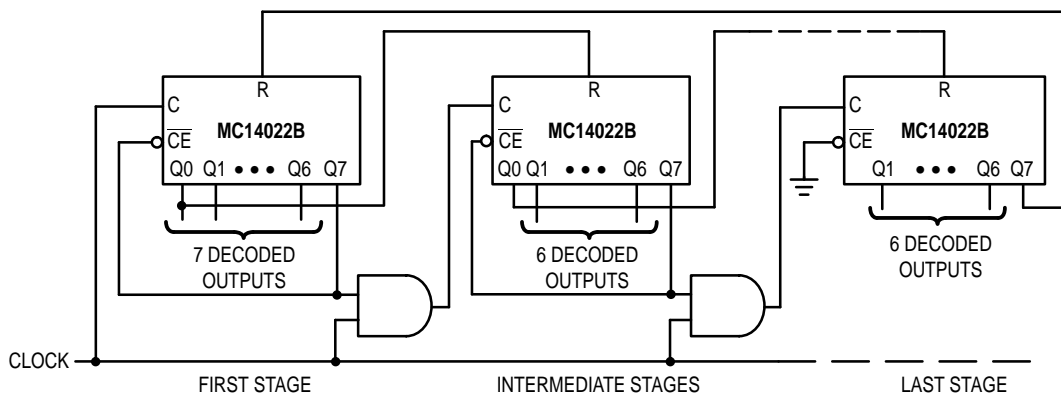 R
R
R
C
MC14022B
C
MC14022B
C
MC14022B
CE
CE
CE
Q0 Q1 ••• Q6 Q7
Q0 Q1 ••• Q6 Q7
Q1 ••• Q6 Q7
7 DECODED
OUTPUTS
6 DECODED
OUTPUTS
6 DECODED
OUTPUTS
CLOCK
FIRST STAGE
INTERMEDIATE STAGES
LAST STAGE